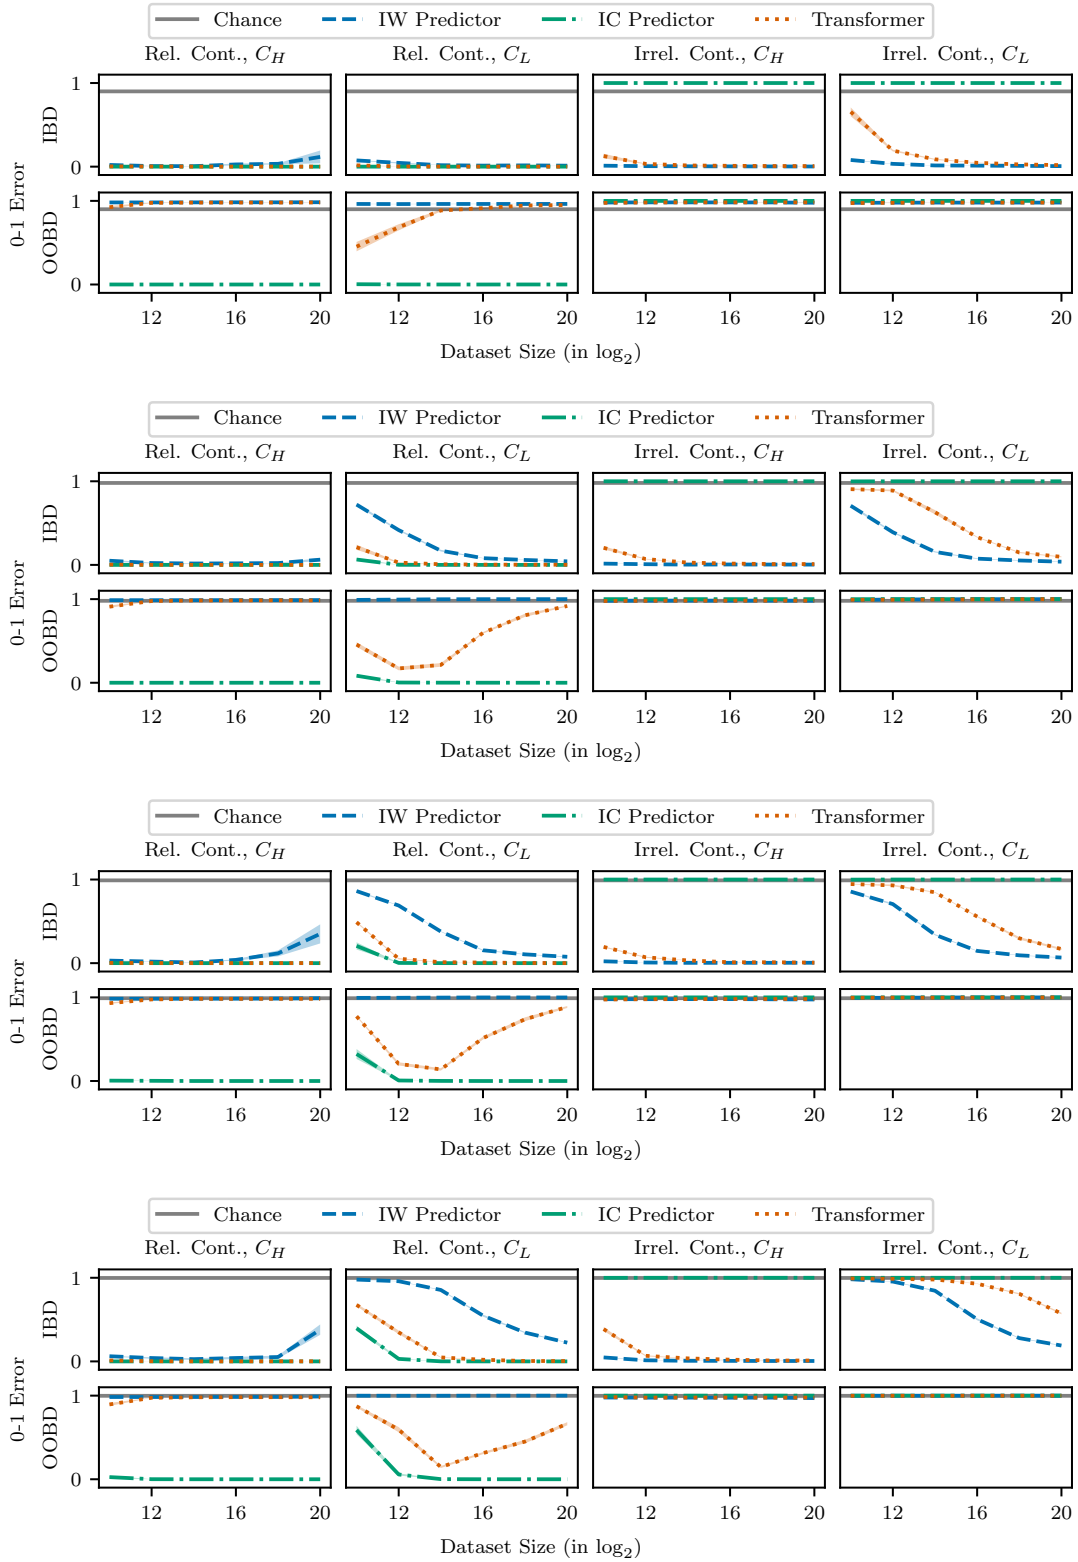 Chance IW Predictor IC Predictor Transformer
Rel. Cont., C_H Rel. Cont., C_L Irrel. Cont., C_H Irrel. Cont., C_L
0-1 Error
IBD
1
0
OOBD
1
0
12 16 20 12 16 20 12 16 20 12 16 20
Dataset Size (in log₂)
Chance IW Predictor IC Predictor Transformer
Rel. Cont., C_H Rel. Cont., C_L Irrel. Cont., C_H Irrel. Cont., C_L
0-1 Error
IBD
1
0
OOBD
1
0
12 16 20 12 16 20 12 16 20 12 16 20
Dataset Size (in log₂)
Chance IW Predictor IC Predictor Transformer
Rel. Cont., C_H Rel. Cont., C_L Irrel. Cont., C_H Irrel. Cont., C_L
0-1 Error
IBD
1
0
OOBD
1
0
12 16 20 12 16 20 12 16 20 12 16 20
Dataset Size (in log₂)
Chance IW Predictor IC Predictor Transformer
Rel. Cont., C_H Rel. Cont., C_L Irrel. Cont., C_H Irrel. Cont., C_L
0-1 Error
IBD
1
0
OOBD
1
0
12 16 20 12 16 20 12 16 20 12 16 20
Dataset Size (in log₂)